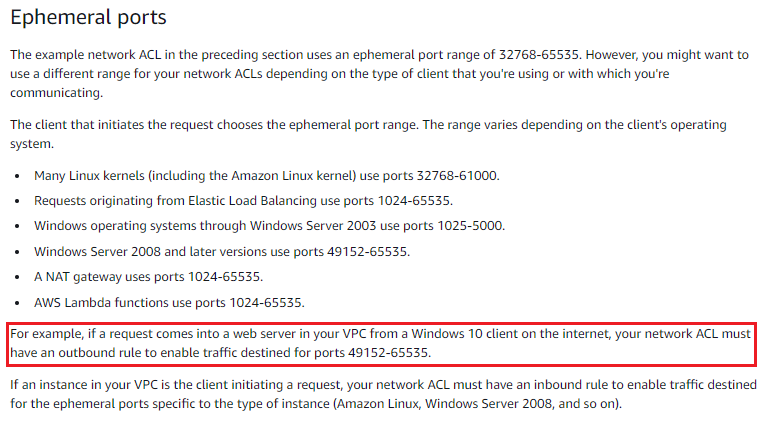 Ephemeral ports
The example network ACL in the preceding section uses an ephemeral port range of 32768-65535. However, you might want to
use a different range for your network ACLs depending on the type of client that you're using or with which you're
communicating.
The client that initiates the request chooses the ephemeral port range. The range varies depending on the client's operating
system.
• Many Linux kernels (including the Amazon Linux kernel) use ports 32768-61000.
• Requests originating from Elastic Load Balancing use ports 1024-65535.
• Windows operating systems through Windows Server 2003 use ports 1025-5000.
• Windows Server 2008 and later versions use ports 49152-65535.
• A NAT gateway uses ports 1024-65535.
• AWS Lambda functions use ports 1024-65535.
For example, if a request comes into a web server in your VPC from a Windows 10 client on the internet, your network ACL must
have an outbound rule to enable traffic destined for ports 49152-65535.
If an instance in your VPC is the client initiating a request, your network ACL must have an inbound rule to enable traffic destined
for the ephemeral ports specific to the type of instance (Amazon Linux, Windows Server 2008, and so on).